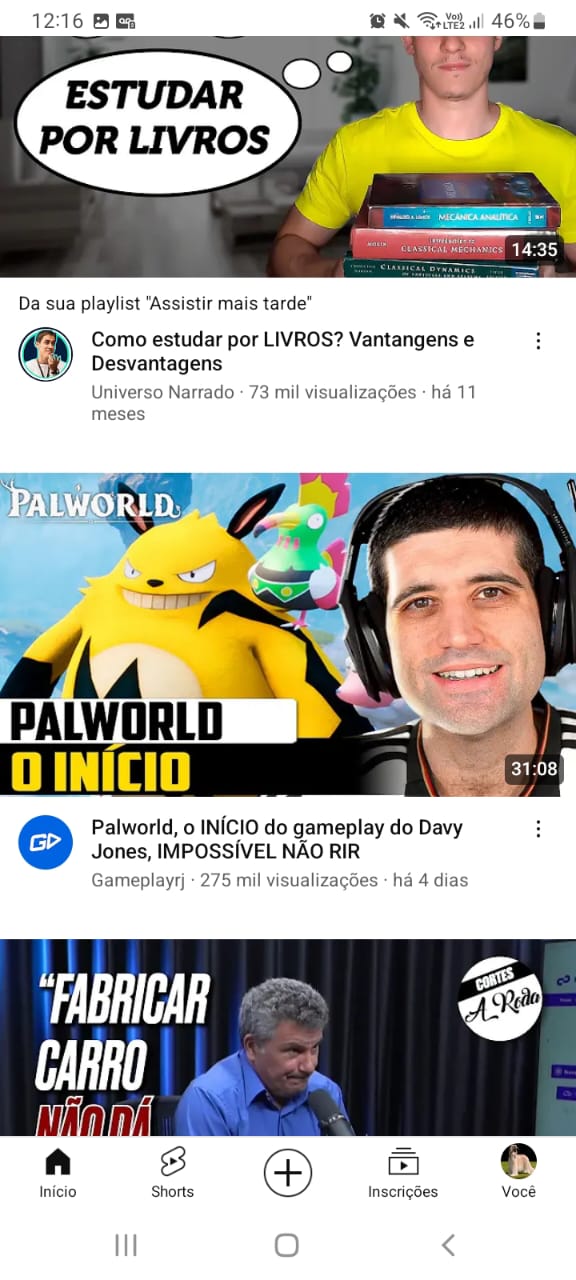 12:16
Vo))
LTE2
46%
ESTUDAR
POR LIVROS
MECÂNICA ANALÍTICA
CLASSICAL MECHANICS
CLASSICAL DYNAMICS
14:35
Da sua playlist "Assistir mais tarde"
Como estudar por LIVROS? Vantangens e
Desvantagens
Universo Narrado · 73 mil visualizações · há 11
meses
PALWORLD
PALWORLD
O INÍCIO
31:08
Palworld, o INÍCIO do gameplay do Davy
Jones, IMPOSSÍVEL NÃO RIR
Gameplayrj · 275 mil visualizações · há 4 dias
"FABRICAR
CARRO
NÃO DÁ
CORTES
A Roda
Início
Shorts
Inscrições
Você